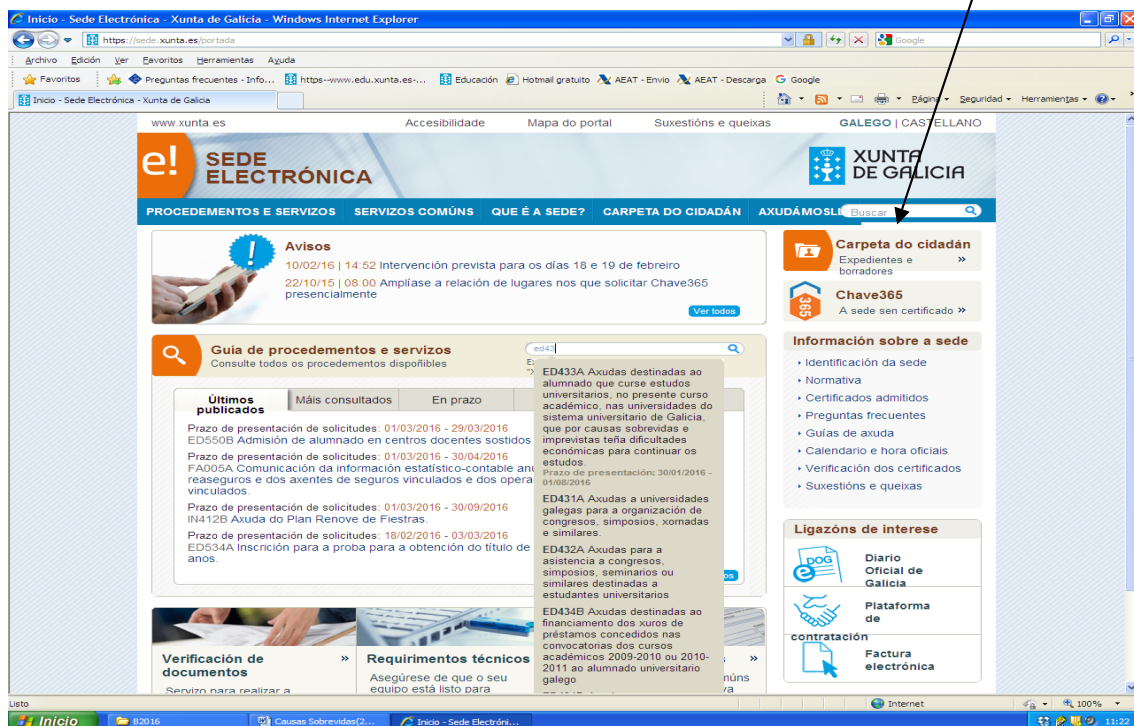 Inicio - Sede Electrónica - Xunta de Galicia - Windows Internet Explorer
https://sede.xunta.es/portada
Google
Archivo Edición Ver Favoritos Herramientas Ayuda
Favoritos Preguntas frecuentes - Info... https--www.edu.xunta.es-... Educación Hotmail gratuito AEAT - Envio AEAT - Descarga Google
Inicio - Sede Electrónica - Xunta de Galicia
Página Seguridad Herramientas
www.xunta.es Accesibilidade Mapa do portal Suxestións e queixas GALEGO | CASTELLANO
e! SEDE
ELECTRÓNICA
XUNTA
DE GALICIA
PROCEDEMENTOS E SERVIZOS SERVIZOS COMÚNS QUE É A SEDE? CARPETA DO CIDADÁN AXUDÁMOSLE Buscar
Avisos
10/02/16 | 14:52 Intervención prevista para os días 18 e 19 de febreiro
22/10/15 | 08:00 Amplíase a relación de lugares nos que solicitar Chave365
presencialmente
Ver todos
Carpeta do cidadán
Expedientes e »
borradores
Chave365
A sede sen certificado »
365
Guía de procedementos e servizos
Consulte todos os procedementos dispoñibles
ed43
Últimos
publicados
Máis consultados
En prazo
Prazo de presentación de solicitudes: 01/03/2016 - 29/03/2016
ED550B Admisión de alumnado en centros docentes sostidos
Prazo de presentación de solicitudes: 01/03/2016 - 30/04/2016
FA005A Comunicación da información estatístico-contable anu
reaseguros e dos axentes de seguros vinculados e dos opera
vinculados.
Prazo de presentación de solicitudes: 01/03/2016 - 30/09/2016
IN412B Axuda do Plan Renove de Fiestras.
Prazo de presentación de solicitudes: 18/02/2016 - 03/03/2016
ED534A Inscrición para a proba para a obtención do título de
anos.
ED433A Axudas destinadas ao
alumnado que curse estudos
universitarios, no presente curso
académico, nas universidades do
sistema universitario de Galicia,
que por causas sobrevidas e
imprevistas teña dificultades
económicas para continuar os
estudos.
Prazo de presentación: 30/01/2016 -
01/08/2016
ED431A Axudas a universidades
galegas para a organización de
congresos, simposios, xornadas
e similares.
ED432A Axudas para a
asistencia a congresos,
simposios, seminarios ou
similares destinadas a
estudantes universitarios
ED434B Axudas destinadas ao
financiamento dos xuros de
préstamos concedidos nas
convocatorias dos cursos
académicos 2009-2010 ou 2010-
2011 ao alumnado universitario
galego
Información sobre a sede
Identificación da sede
Normativa
Certificados admitidos
Preguntas frecuentes
Guías de axuda
Calendario e hora oficiais
Verificación dos certificados
Suxestións e queixas
Ligazóns de interese
DOG
Diario
Oficial de
Galicia
Plataforma
de
contratación
Factura
electrónica
Verificación de »
documentos
Servizo para realizar a
Requirimentos técnicos
Asegúrese de que o seu
equipo está listo para
»
Listo
Internet
100%
Inicio B2016 Causas Sobrevidas(2... Inicio - Sede Electróni... 11:22